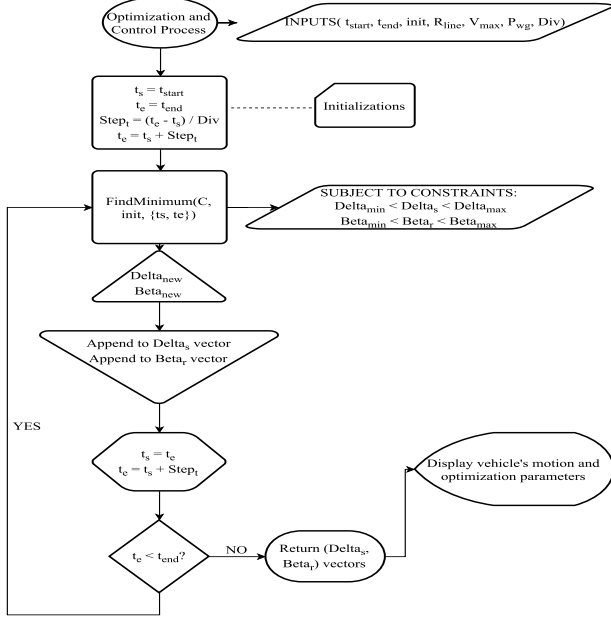 Optimization and
Control Process
INPUTS( t_start, t_end, init, R_line, V_max, P_wg, Div)
t_s = t_start
t_e = t_end
Step_t = (t_e - t_s) / Div
t_e = t_s + Step_t
Initializations
FindMinimum(C,
init, {ts, te})
SUBJECT TO CONSTRAINTS:
Delta_min < Delta_s < Delta_max
Beta_min < Beta_r < Beta_max
Delta_new
Beta_new
Append to Delta_s vector
Append to Beta_r vector
YES
t_s = t_e
t_e = t_s + Step_t
Display vehicle's motion and
optimization parameters
t_e < t_end?
NO
Return (Delta_s,
Beta_r) vectors